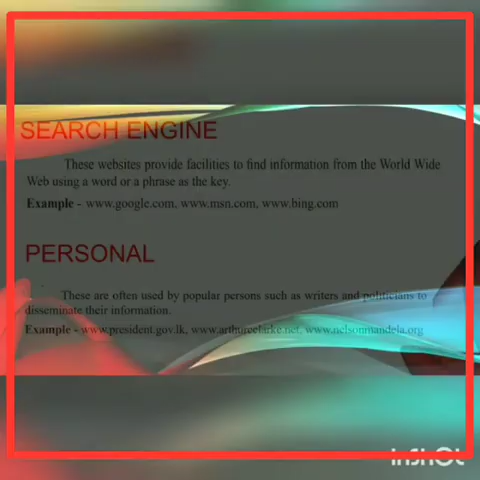 SEARCH ENGINE
These websites provide facilities to find information from the World Wide
Web using a word or a phrase as the key.
Example - www.google.com, www.msn.com, www.bing.com
PERSONAL
These are often used by popular persons such as writers and politicians to
disseminate their information.
Example - www.president.gov.lk, www.arthurcclarke.net, www.nelsonmandela.org
InShOt